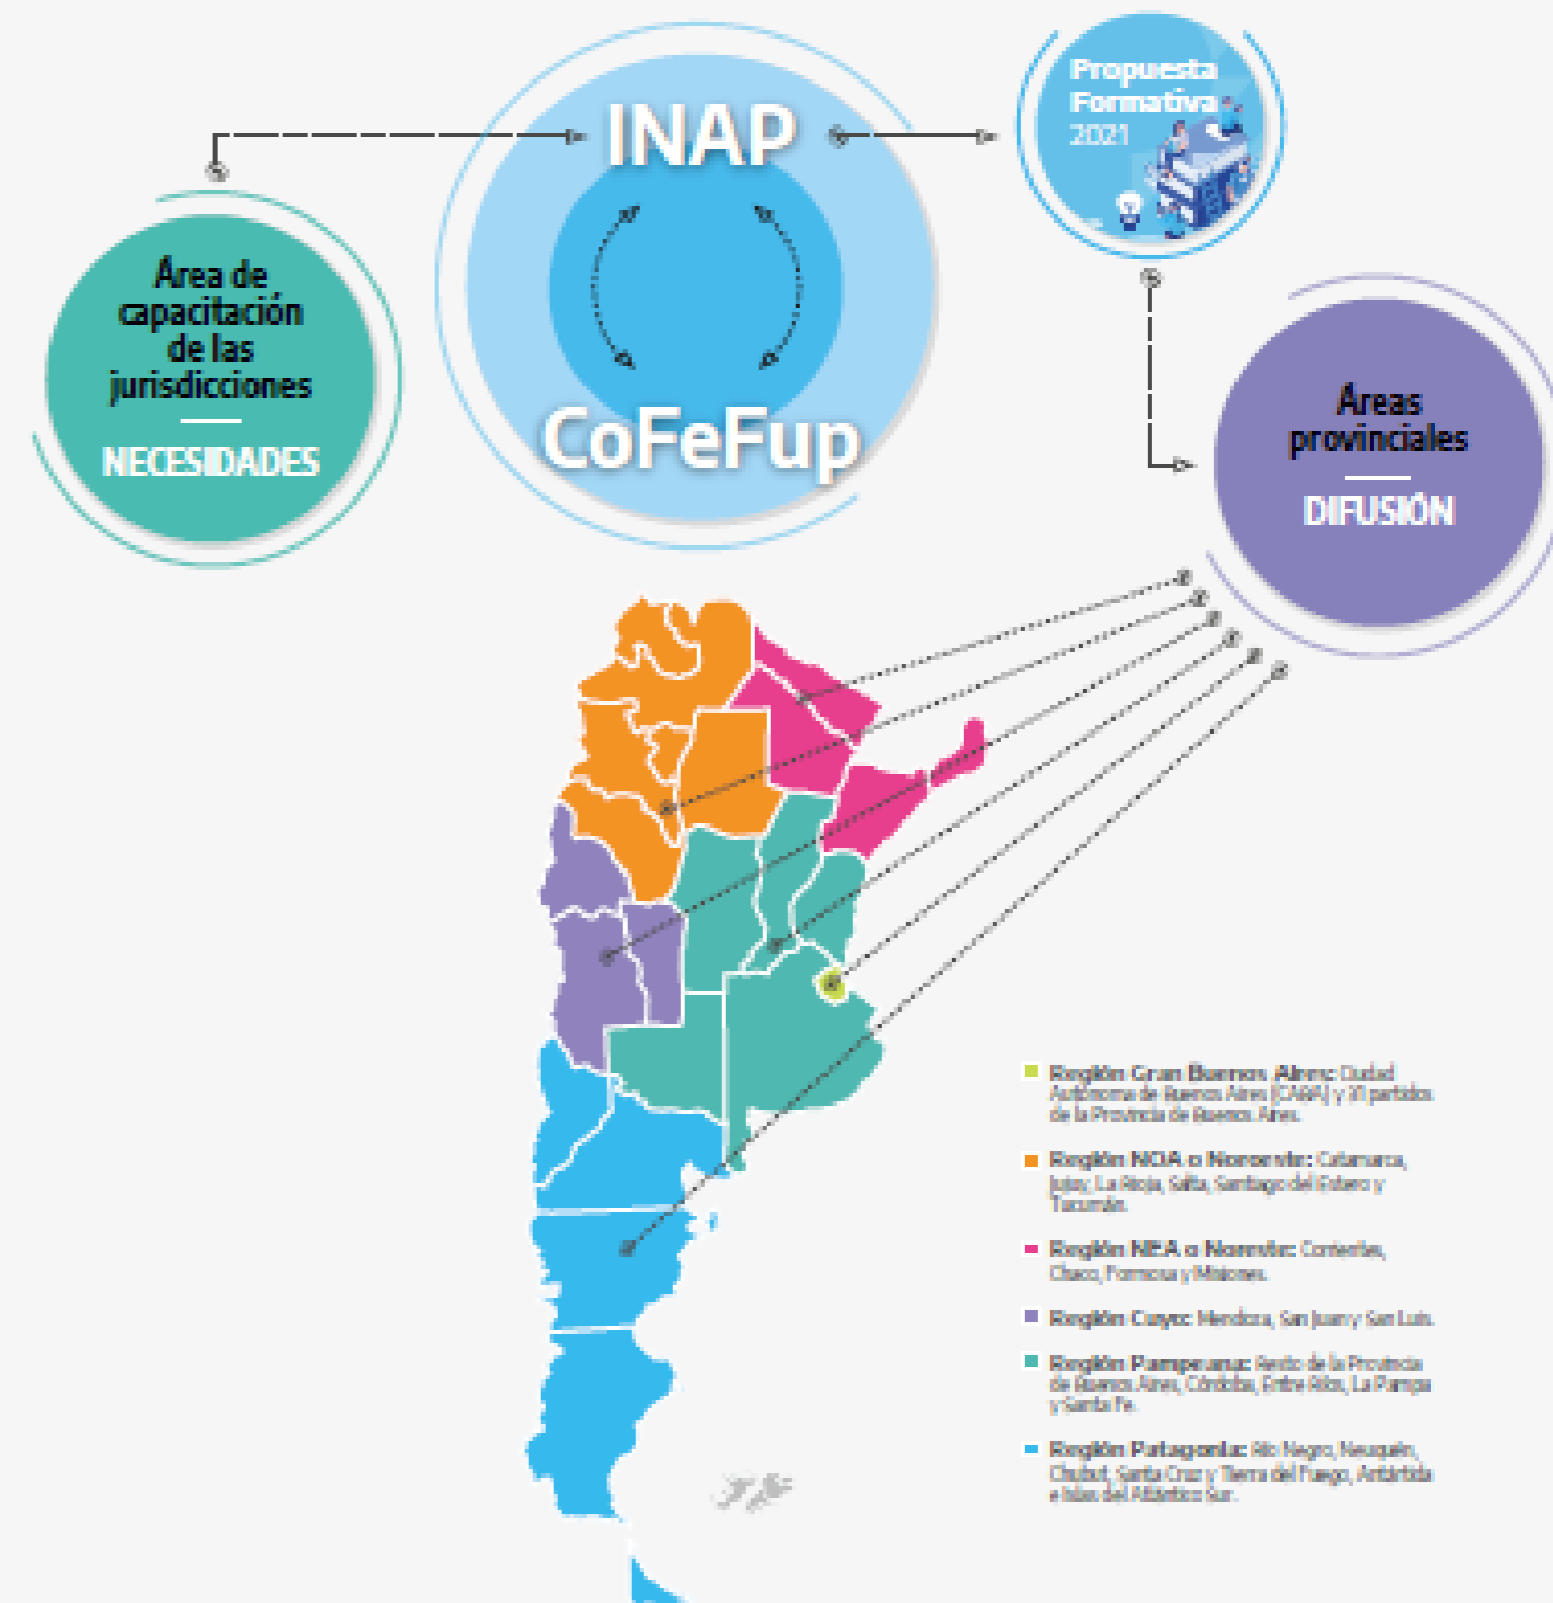 INAP
CoFeFup
Propuesta
Formativa
2021
Área de
capacitación
de las
jurisdicciones
NECESIDADES
Áreas
provinciales
DIFUSIÓN
Región Gran Buenos Aires: Ciudad
Autónoma de Buenos Aires (CABA) y 31 partidos
de la Provincia de Buenos Aires.
Región NOA o Noroeste: Catamarca,
Jujuy, La Rioja, Salta, Santiago del Estero y
Tucumán.
Región NEA o Noreste: Corrientes,
Chaco, Formosa y Misiones.
Región Cuyo: Mendoza, San Juan y San Luis.
Región Pampeana: Resto de la Provincia
de Buenos Aires, Córdoba, Entre Ríos, La Pampa
y Santa Fe.
Región Patagonia: Río Negro, Neuquén,
Chubut, Santa Cruz y Tierra del Fuego, Antártida
e Islas del Atlántico Sur.